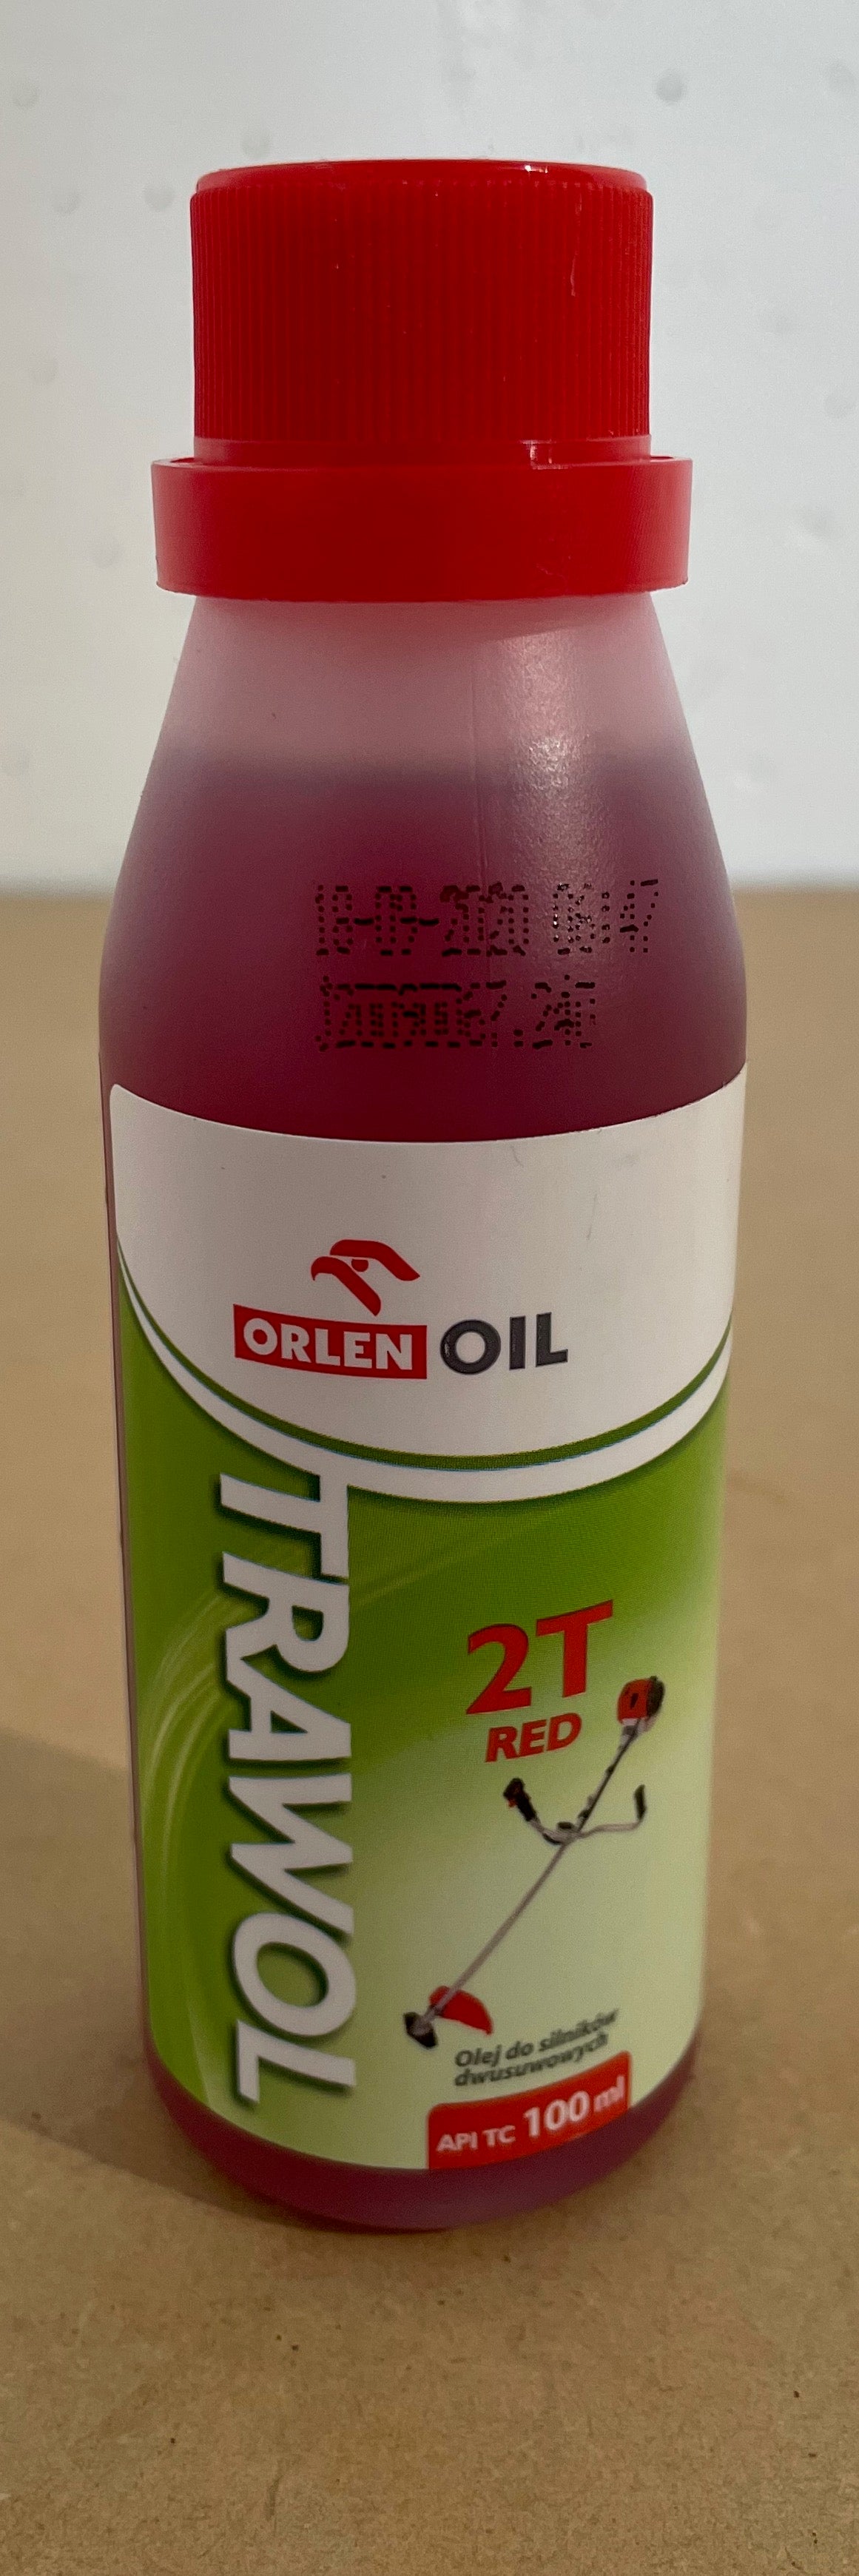 ORLEN OIL
TRAWOL
2T
RED
Olej do silników
dwusuwowych
API TC 100 ml